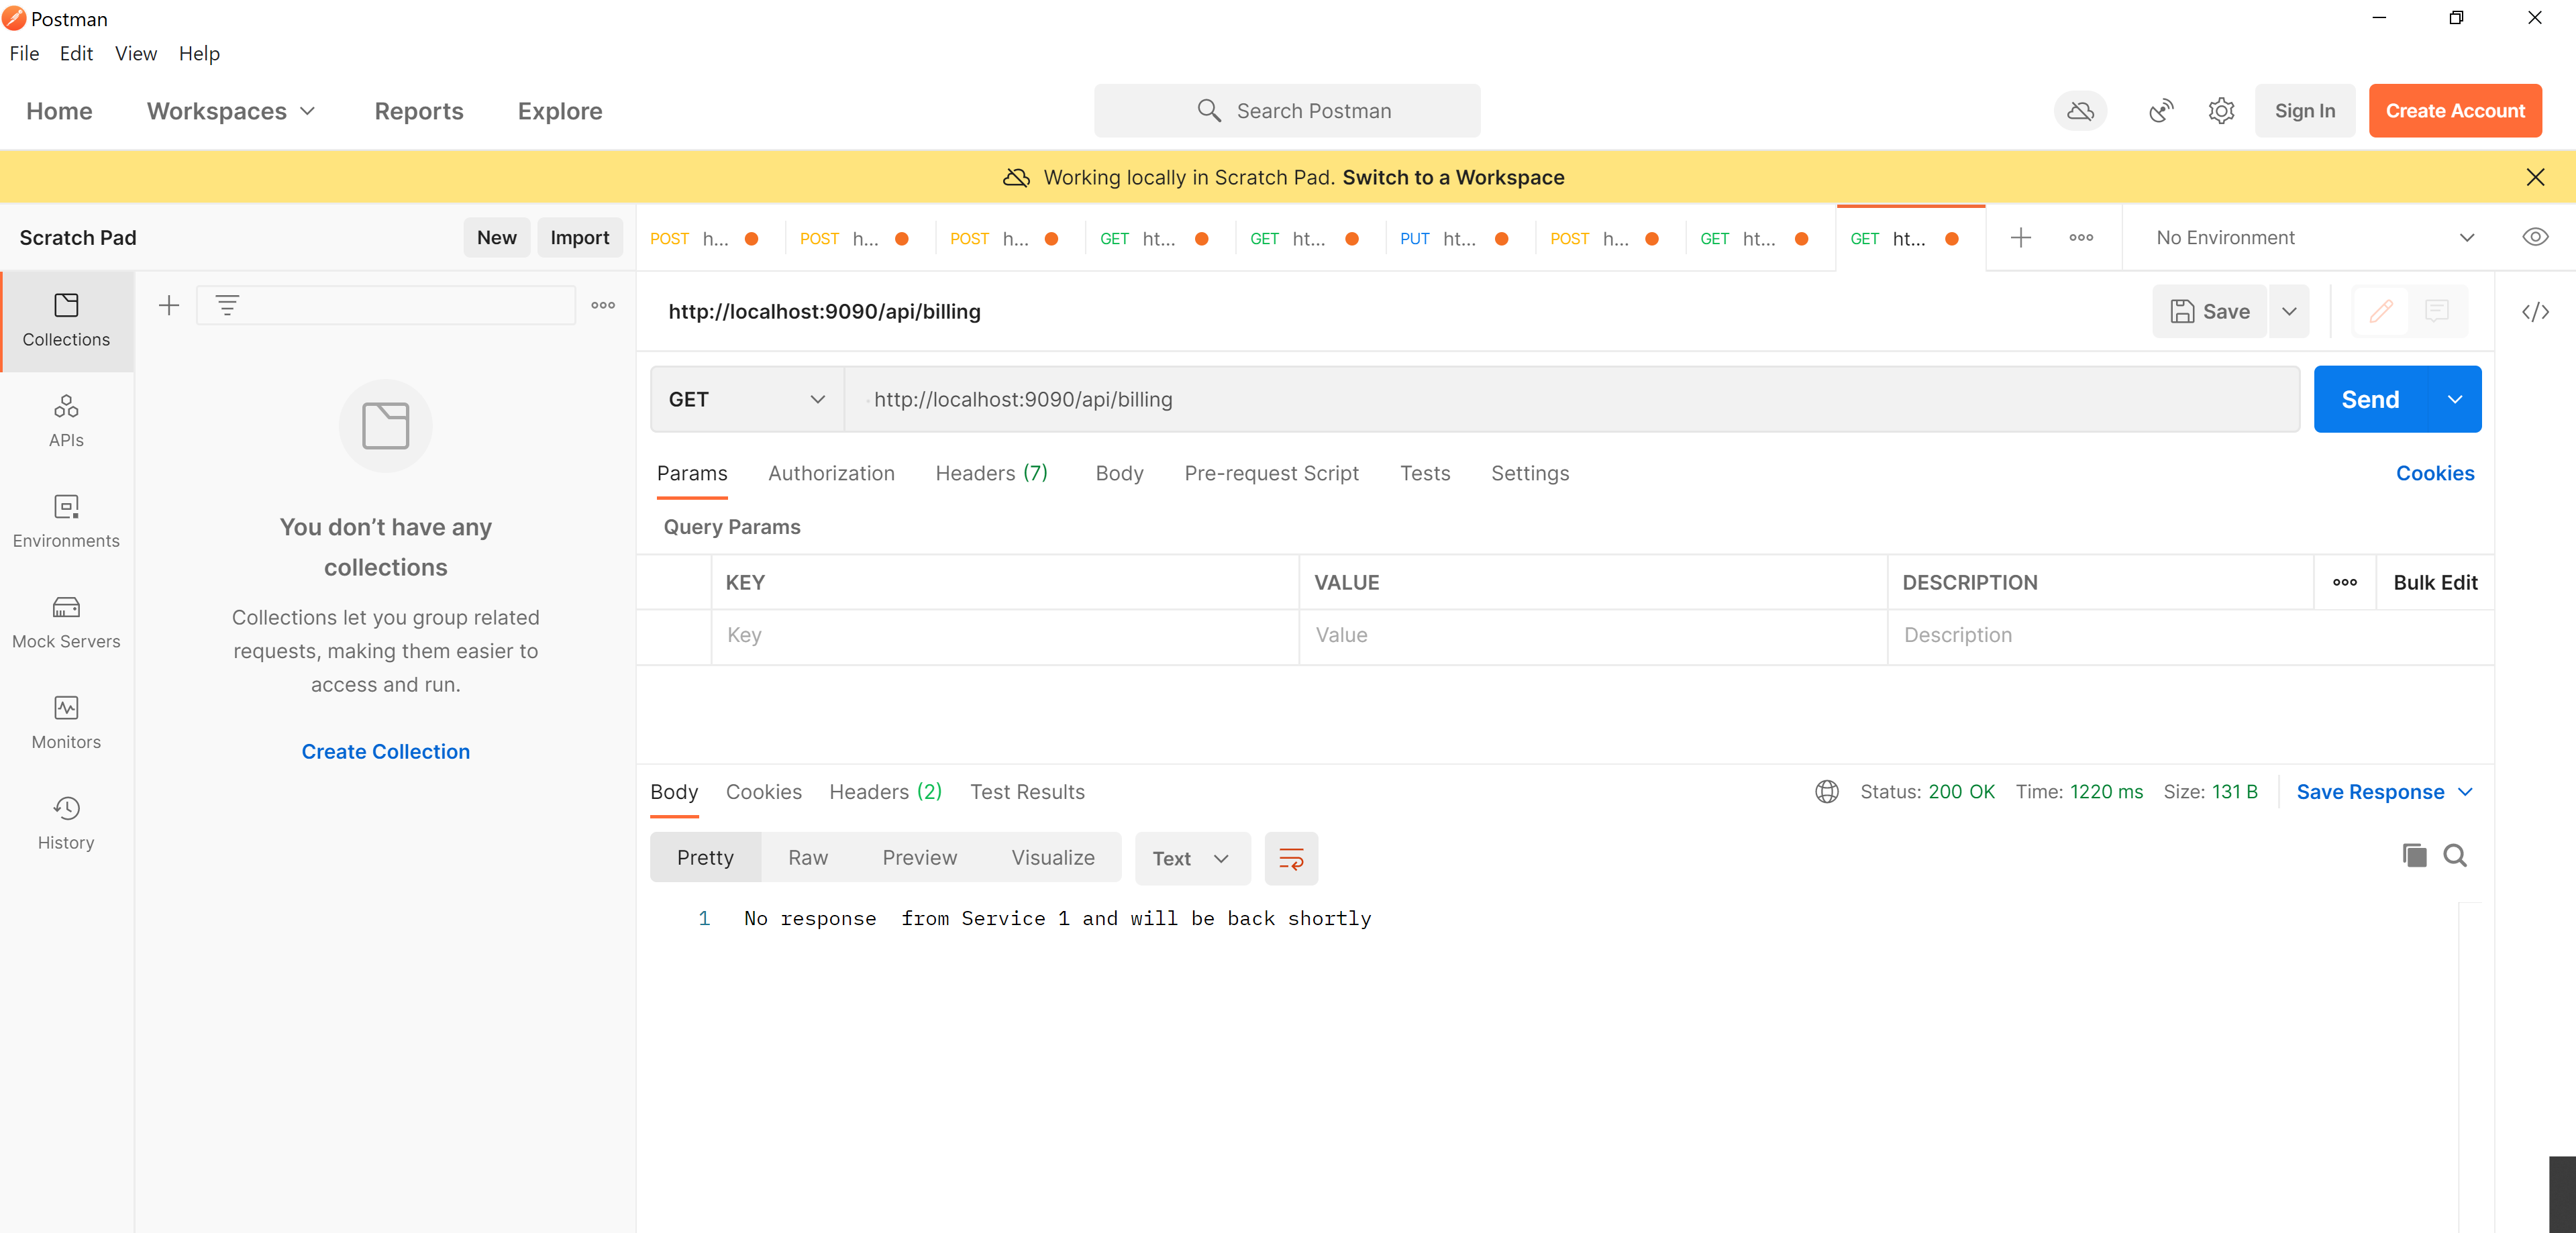 Postman
File Edit View Help
Home Workspaces Reports Explore Search Postman Sign In Create Account
Working locally in Scratch Pad. Switch to a Workspace
Scratch Pad New Import POST h... POST h... POST h... GET ht... GET ht... PUT ht... POST h... GET ht... GET ht... No Environment
Collections
APIs
Environments
Mock Servers
Monitors
History
You don’t have any
collections
Collections let you group related
requests, making them easier to
access and run.
Create Collection
http://localhost:9090/api/billing Save
GET http://localhost:9090/api/billing Send
Params Authorization Headers (7) Body Pre-request Script Tests Settings Cookies
Query Params
KEY VALUE DESCRIPTION Bulk Edit
Key Value Description
Body Cookies Headers (2) Test Results Status: 200 OK Time: 1220 ms Size: 131 B Save Response
Pretty Raw Preview Visualize Text
1 No response  from Service 1 and will be back shortly